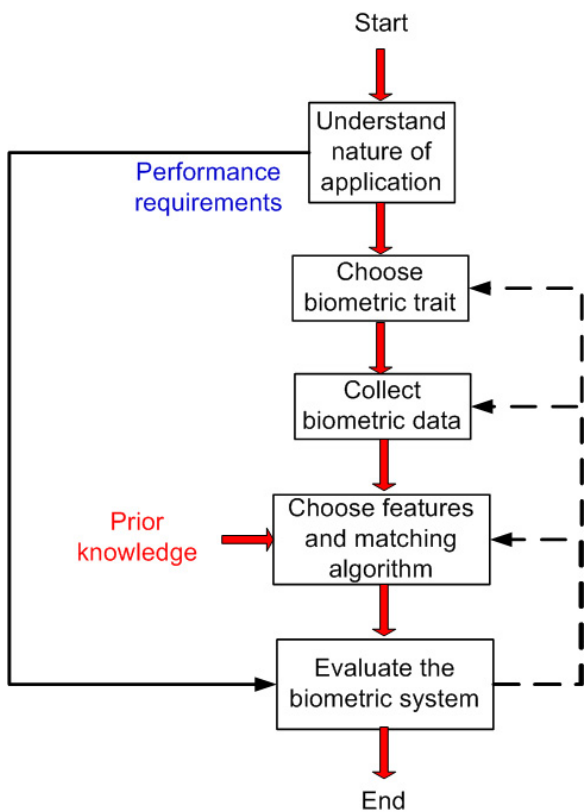 Start
Understand
nature of
application
Performance
requirements
Choose
biometric trait
Collect
biometric data
Choose features
and matching
algorithm
Prior
knowledge
Evaluate the
biometric system
End